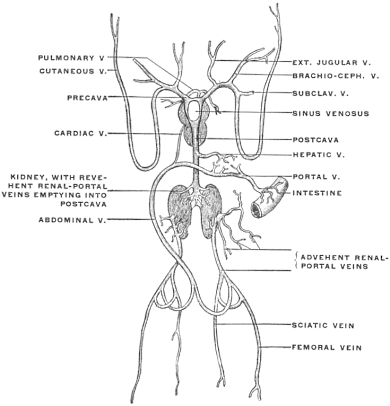 PULMONARY V
CUTANEOUS V.
PRECAVA
CARDIAC V.
KIDNEY, WITH REVE-
HENT RENAL-PORTAL
VEINS EMPTYING INTO
POSTCAVA
ABDOMINAL V.
EXT. JUGULAR V.
BRACHIO-CEPH. V.
SUBCLAV. V.
SINUS VENOSUS
POSTCAVA
HEPATIC V.
PORTAL V.
INTESTINE
ADVEHENT RENAL-
PORTAL VEINS
SCIATIC VEIN
FEMORAL VEIN